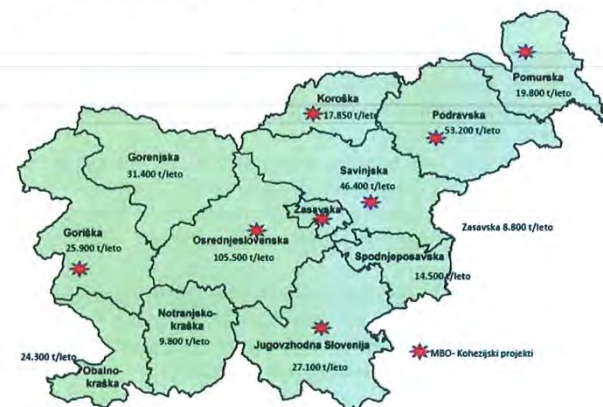 Pomurska
19.800 t/leto
Koroška
17.850 t/leto
Podravska
53.200 t/leto
Gorenjska
31.400 t/leto
Savinjska
46.400 t/leto
Zasavska
Zasavska 8.800 t/leto
Goriška
25.900 t/leto
Osrednjeslovenska
105.500 t/leto
Spodnjeposavska
14.500 t/leto
Notranjsko-
kraška
9.800 t/leto
Jugovzhodna Slovenija
27.100 t/leto
24.300 t/leto
Obalno-
kraška
MBO- Kohezijski projekti